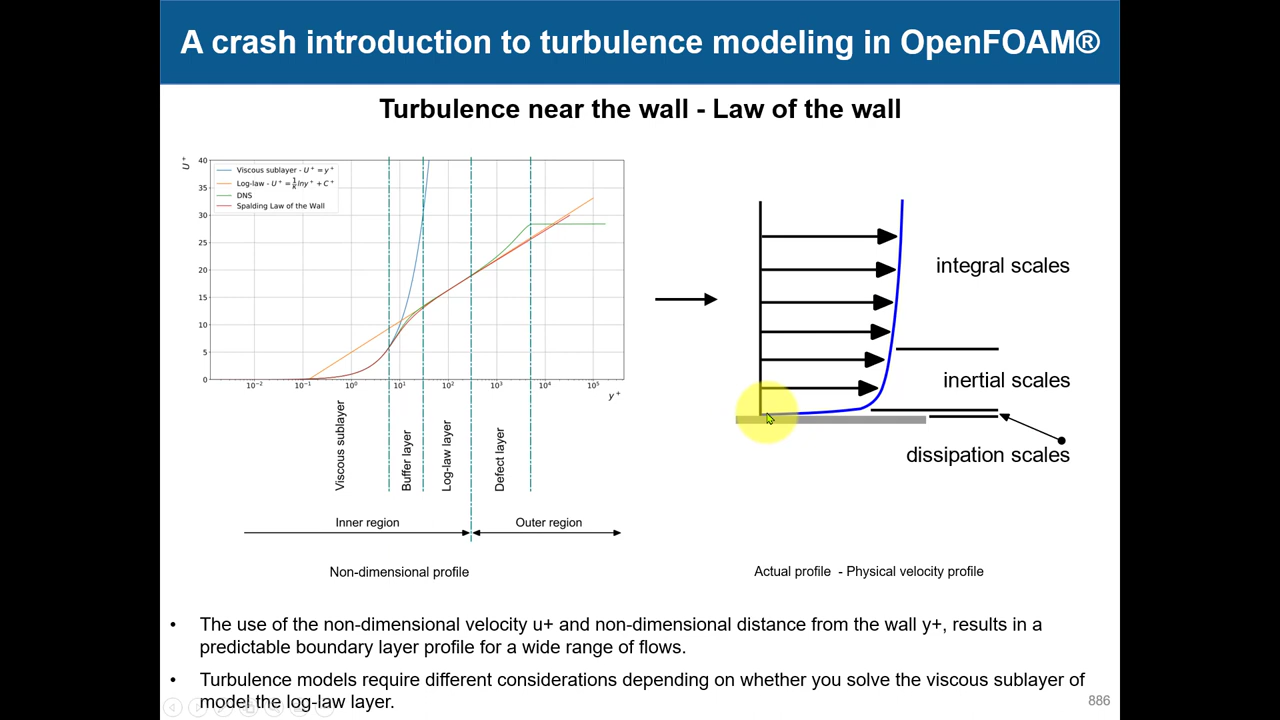 A crash introduction to turbulence modeling in OpenFOAM®
Turbulence near the wall - Law of the wall
U⁺
40
35
30
25
20
15
10
5
0
Viscous sublayer - U⁺ = y⁺
Log-law - U⁺ = 1/κ lny⁺ + C⁺
DNS
Spalding Law of the Wall
10⁻² 10⁻¹ 10⁰ 10¹ 10² 10³ 10⁴ 10⁵
y⁺
Viscous sublayer
Buffer layer
Log-law layer
Defect layer
Inner region
Outer region
Non-dimensional profile
integral scales
inertial scales
dissipation scales
Actual profile - Physical velocity profile
• The use of the non-dimensional velocity u+ and non-dimensional distance from the wall y+, results in a
predictable boundary layer profile for a wide range of flows.
• Turbulence models require different considerations depending on whether you solve the viscous sublayer of
model the log-law layer.
886